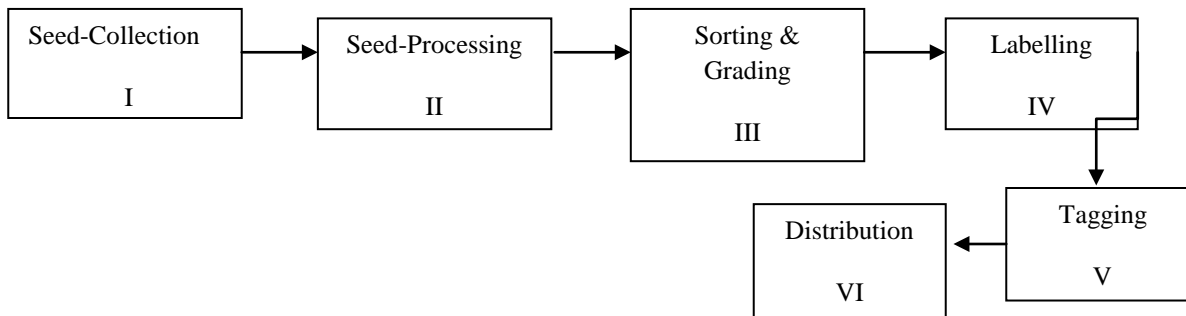 Seed-Collection
I
Seed-Processing
II
Sorting &
Grading
III
Labelling
IV
Tagging
V
Distribution
VI